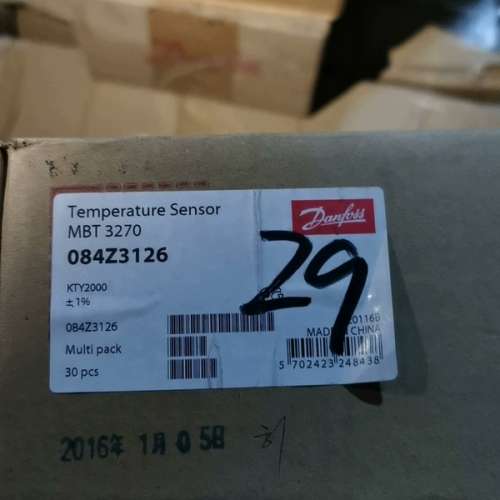 Temperature Sensor
MBT 3270
084Z3126
Danfoss
KTY2000
± 1%
084Z3126
Multi pack
30 pcs
29
MADE IN CHINA
5 702423 248438
2016年 1月 05日